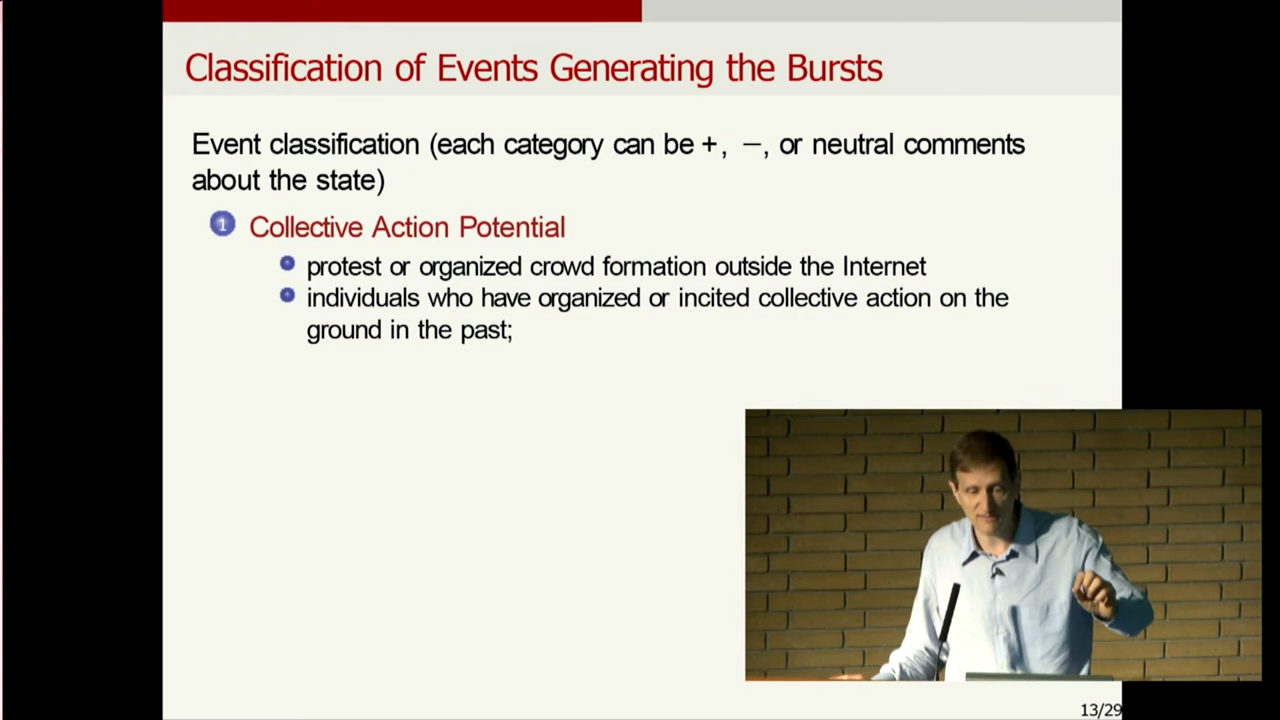 Classification of Events Generating the Bursts
Event classification (each category can be +, −, or neutral comments
about the state)
1 Collective Action Potential
protest or organized crowd formation outside the Internet
individuals who have organized or incited collective action on the
ground in the past;
13/29